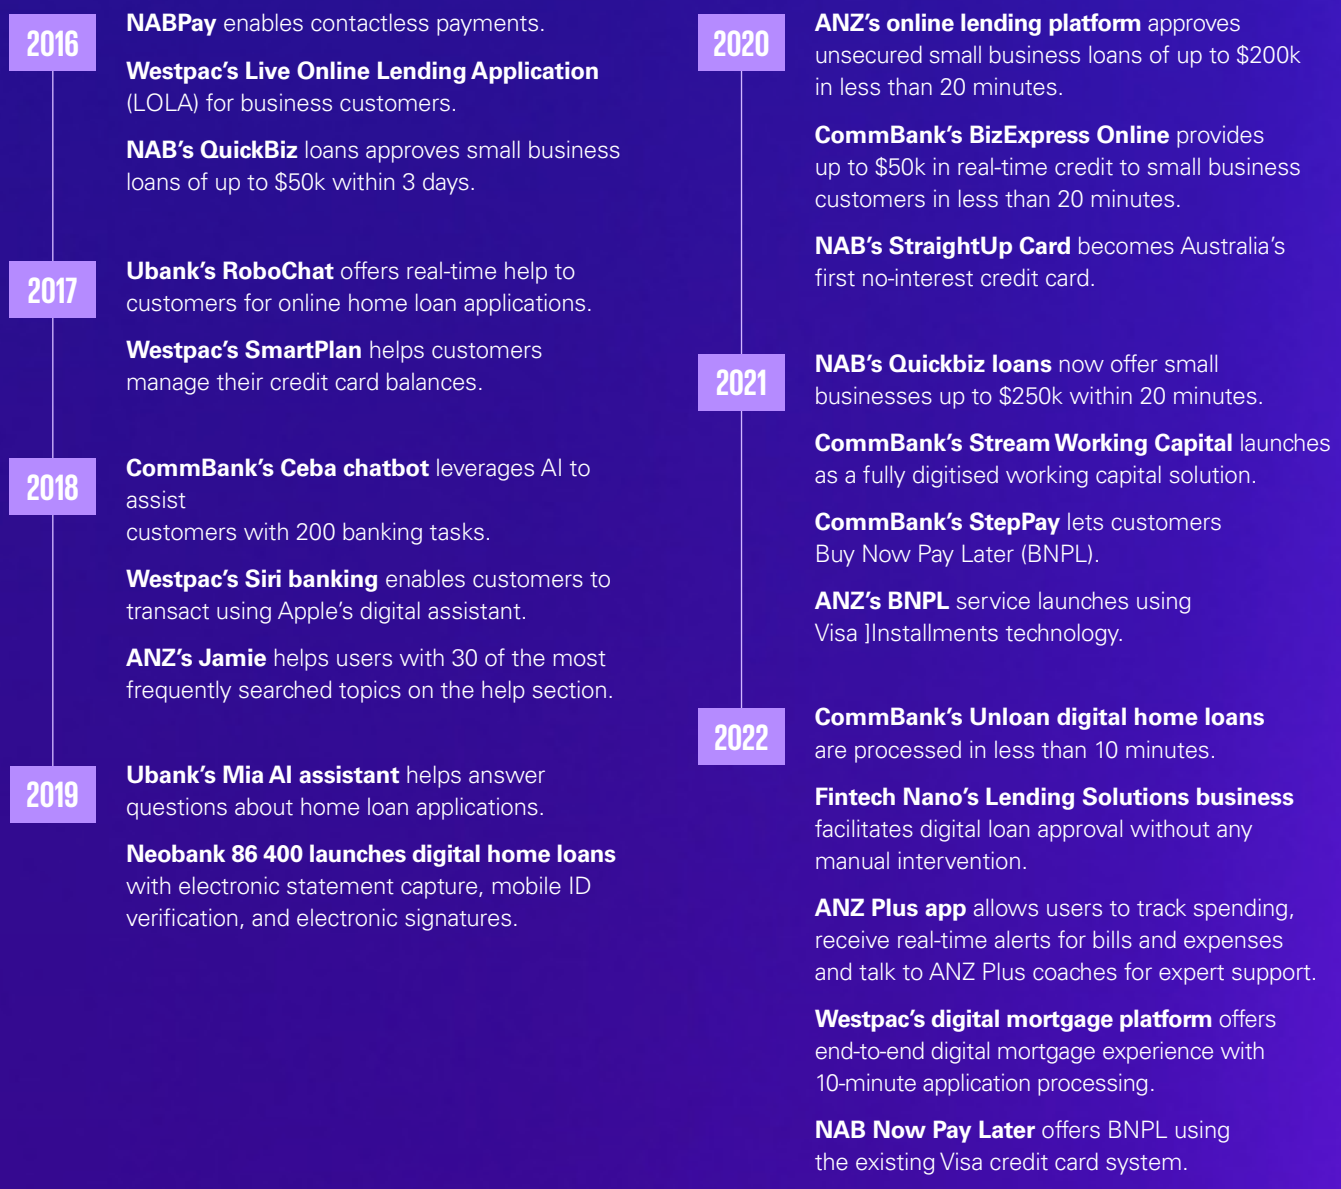 2016
NABPay enables contactless payments.
Westpac’s Live Online Lending Application
(LOLA) for business customers.
NAB’s QuickBiz loans approves small business
loans of up to $50k within 3 days.
2017
Ubank’s RoboChat offers real-time help to
customers for online home loan applications.
Westpac’s SmartPlan helps customers
manage their credit card balances.
2018
CommBank’s Ceba chatbot leverages AI to
assist
customers with 200 banking tasks.
Westpac’s Siri banking enables customers to
transact using Apple’s digital assistant.
ANZ’s Jamie helps users with 30 of the most
frequently searched topics on the help section.
2019
Ubank’s Mia AI assistant helps answer
questions about home loan applications.
Neobank 86 400 launches digital home loans
with electronic statement capture, mobile ID
verification, and electronic signatures.
2020
ANZ’s online lending platform approves
unsecured small business loans of up to $200k
in less than 20 minutes.
CommBank’s BizExpress Online provides
up to $50k in real-time credit to small business
customers in less than 20 minutes.
NAB’s StraightUp Card becomes Australia’s
first no-interest credit card.
2021
NAB’s Quickbiz loans now offer small
businesses up to $250k within 20 minutes.
CommBank’s Stream Working Capital launches
as a fully digitised working capital solution.
CommBank’s StepPay lets customers
Buy Now Pay Later (BNPL).
ANZ’s BNPL service launches using
Visa ]Installments technology.
2022
CommBank’s Unloan digital home loans
are processed in less than 10 minutes.
Fintech Nano’s Lending Solutions business
facilitates digital loan approval without any
manual intervention.
ANZ Plus app allows users to track spending,
receive real-time alerts for bills and expenses
and talk to ANZ Plus coaches for expert support.
Westpac’s digital mortgage platform offers
end-to-end digital mortgage experience with
10-minute application processing.
NAB Now Pay Later offers BNPL using
the existing Visa credit card system.